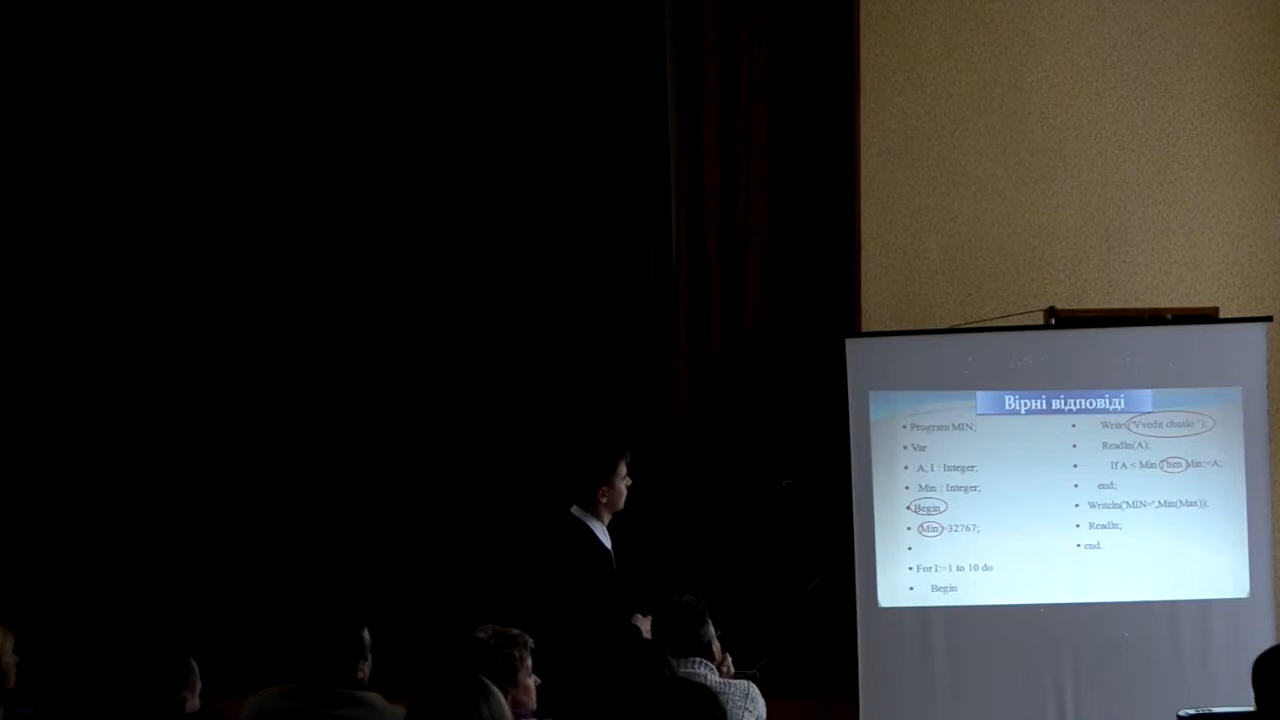 Вірні відповіді
• Program MIN;
• Var
• A, I : Integer;
• Min : Integer;
• Begin
• Min:=32767;
•
• For I:=1 to 10 do
• Begin
• Write('Vvedit chuslo ');
• Readln(A);
• If A < Min Then Min:=A;
• end;
• Writeln('MIN=',Min(Max));
• Readln;
• end.